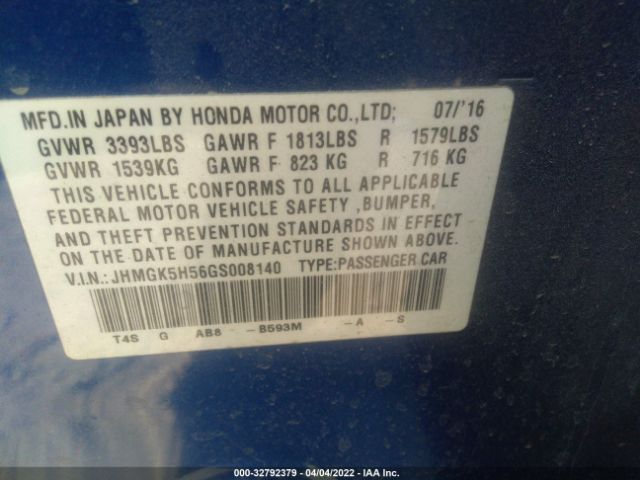 MFD.IN JAPAN BY HONDA MOTOR CO.,LTD; 07/'16
GVWR 3393LBS GAWR F 1813LBS R 1579LBS
GVWR 1539KG GAWR F 823 KG R 716 KG
THIS VEHICLE CONFORMS TO ALL APPLICABLE
FEDERAL MOTOR VEHICLE SAFETY ,BUMPER,
AND THEFT PREVENTION STANDARDS IN EFFECT
ON THE DATE OF MANUFACTURE SHOWN ABOVE.
V.I.N.: JHMGK5H56GS008140 TYPE:PASSENGER CAR
T4S G AB8 -B593M -A -S
000-32792379 - 04/04/2022 - IAA Inc.